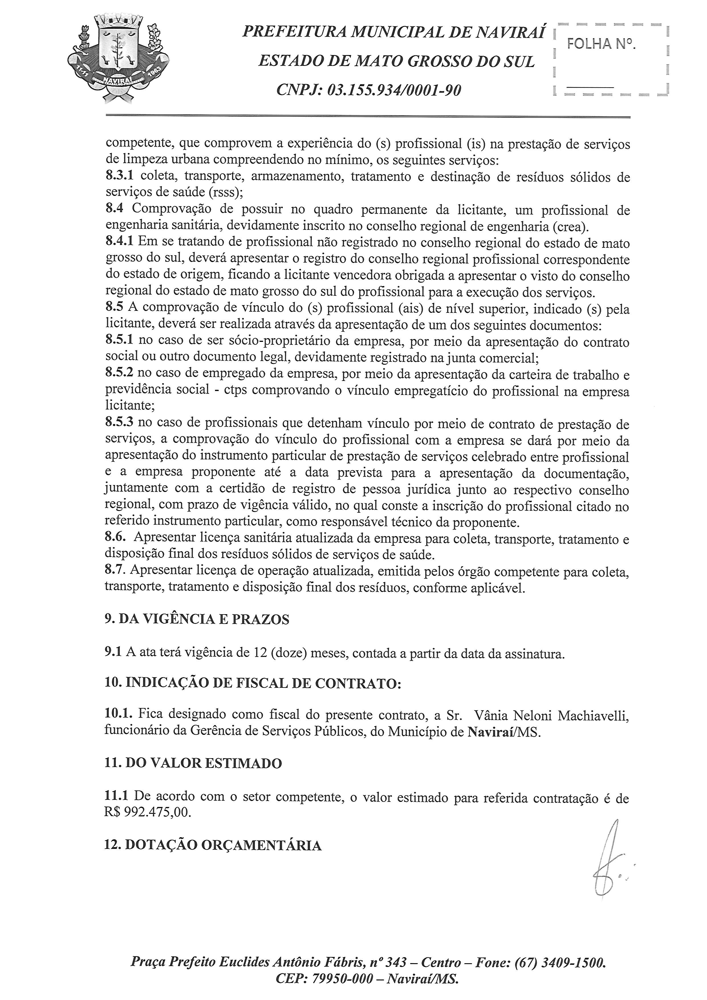 PREFEITURA MUNICIPAL DE NAVIRAÍ
ESTADO DE MATO GROSSO DO SUL
CNPJ: 03.155.934/0001-90
FOLHA Nº.
11-11
1963
NAVIRAÍ
competente, que comprovem a experiência do (s) profissional (is) na prestação de serviços
de limpeza urbana compreendendo no mínimo, os seguintes serviços:
8.3.1 coleta, transporte, armazenamento, tratamento e destinação de resíduos sólidos de
serviços de saúde (rsss);
8.4 Comprovação de possuir no quadro permanente da licitante, um profissional de
engenharia sanitária, devidamente inscrito no conselho regional de engenharia (crea).
8.4.1 Em se tratando de profissional não registrado no conselho regional do estado de mato
grosso do sul, deverá apresentar o registro do conselho regional profissional correspondente
do estado de origem, ficando a licitante vencedora obrigada a apresentar o visto do conselho
regional do estado de mato grosso do sul do profissional para a execução dos serviços.
8.5 A comprovação de vínculo do (s) profissional (ais) de nível superior, indicado (s) pela
licitante, deverá ser realizada através da apresentação de um dos seguintes documentos:
8.5.1 no caso de ser sócio-proprietário da empresa, por meio da apresentação do contrato
social ou outro documento legal, devidamente registrado na junta comercial;
8.5.2 no caso de empregado da empresa, por meio da apresentação da carteira de trabalho e
previdência social - ctps comprovando o vínculo empregatício do profissional na empresa
licitante;
8.5.3 no caso de profissionais que detenham vínculo por meio de contrato de prestação de
serviços, a comprovação do vínculo do profissional com a empresa se dará por meio da
apresentação do instrumento particular de prestação de serviços celebrado entre profissional
e a empresa proponente até a data prevista para a apresentação da documentação,
juntamente com a certidão de registro de pessoa jurídica junto ao respectivo conselho
regional, com prazo de vigência válido, no qual conste a inscrição do profissional citado no
referido instrumento particular, como responsável técnico da proponente.
8.6. Apresentar licença sanitária atualizada da empresa para coleta, transporte, tratamento e
disposição final dos resíduos sólidos de serviços de saúde.
8.7. Apresentar licença de operação atualizada, emitida pelos órgão competente para coleta,
transporte, tratamento e disposição final dos resíduos, conforme aplicável.
9. DA VIGÊNCIA E PRAZOS
9.1 A ata terá vigência de 12 (doze) meses, contada a partir da data da assinatura.
10. INDICAÇÃO DE FISCAL DE CONTRATO:
10.1. Fica designado como fiscal do presente contrato, a Sr. Vânia Neloni Machiavelli,
funcionário da Gerência de Serviços Públicos, do Município de Naviraí/MS.
11. DO VALOR ESTIMADO
11.1 De acordo com o setor competente, o valor estimado para referida contratação é de
R$ 992.475,00.
12. DOTAÇÃO ORÇAMENTÁRIA
Praça Prefeito Euclides Antônio Fábris, nº 343 – Centro – Fone: (67) 3409-1500.
CEP: 79950-000 – Naviraí/MS.